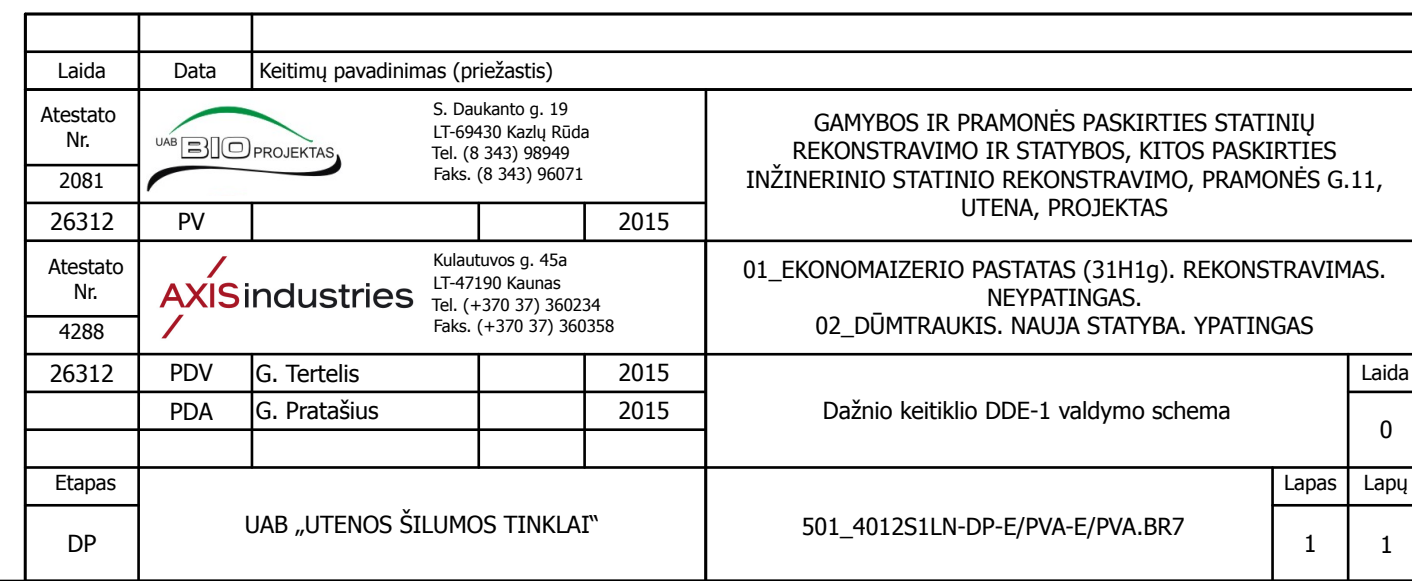 Laida Data Keitimų pavadinimas (priežastis)
Atestato
Nr.
2081
UAB BIO PROJEKTAS
S. Daukanto g. 19
LT-69430 Kazlų Rūda
Tel. (8 343) 98949
Faks. (8 343) 96071
GAMYBOS IR PRAMONĖS PASKIRTIES STATINIŲ
REKONSTRAVIMO IR STATYBOS, KITOS PASKIRTIES
INŽINERINIO STATINIO REKONSTRAVIMO, PRAMONĖS G.11,
UTENA, PROJEKTAS
26312 PV 2015
Atestato
Nr.
4288
AXIS industries
Kulautuvos g. 45a
LT-47190 Kaunas
Tel. (+370 37) 360234
Faks. (+370 37) 360358
01_EKONOMAIZERIO PASTATAS (31H1g). REKONSTRAVIMAS.
NEYPATINGAS.
02_DŪMTRAUKIS. NAUJA STATYBA. YPATINGAS
26312 PDV G. Tertelis 2015
PDA G. Pratašius 2015
Dažnio keitiklio DDE-1 valdymo schema
Laida
0
Etapas
DP
UAB „UTENOS ŠILUMOS TINKLAI“
501_4012S1LN-DP-E/PVA-E/PVA.BR7
Lapas Lapų
1 1